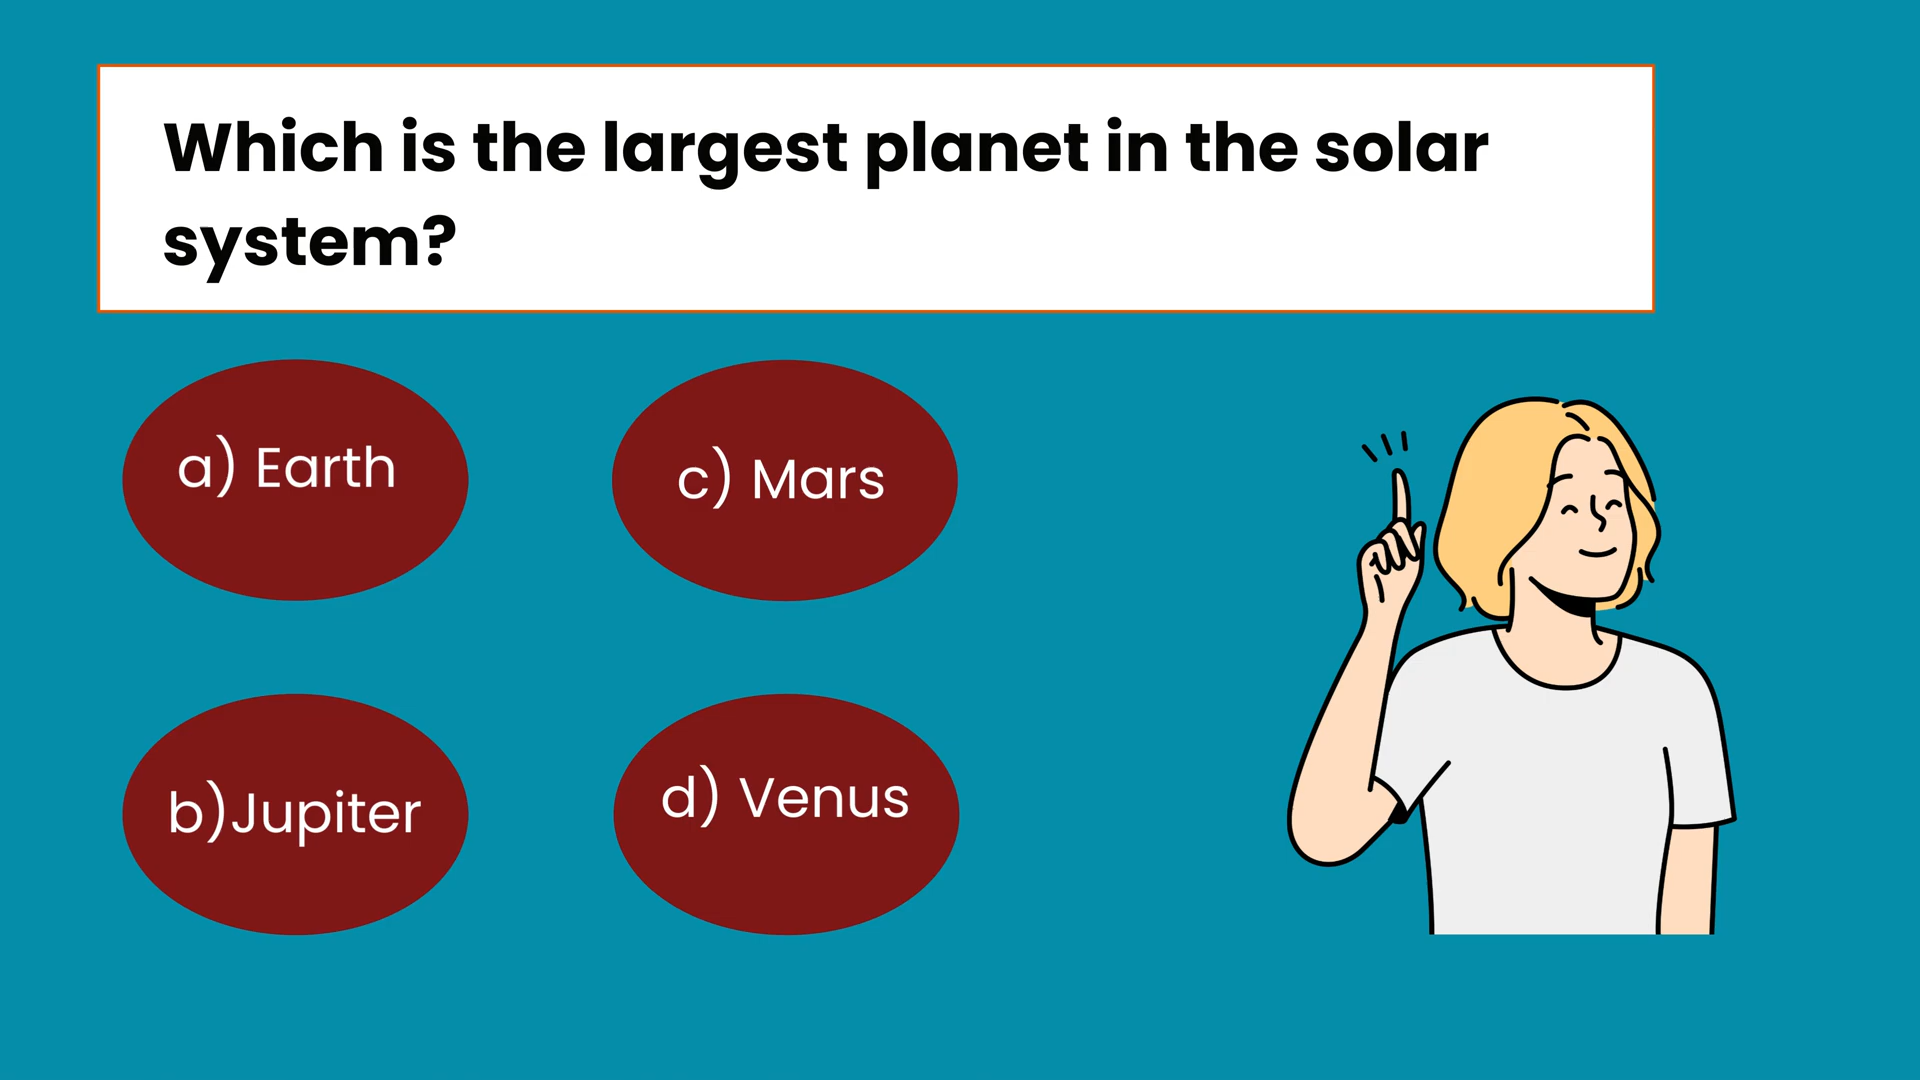 Which is the largest planet in the solar
system?
a) Earth
c) Mars
b)Jupiter
d) Venus